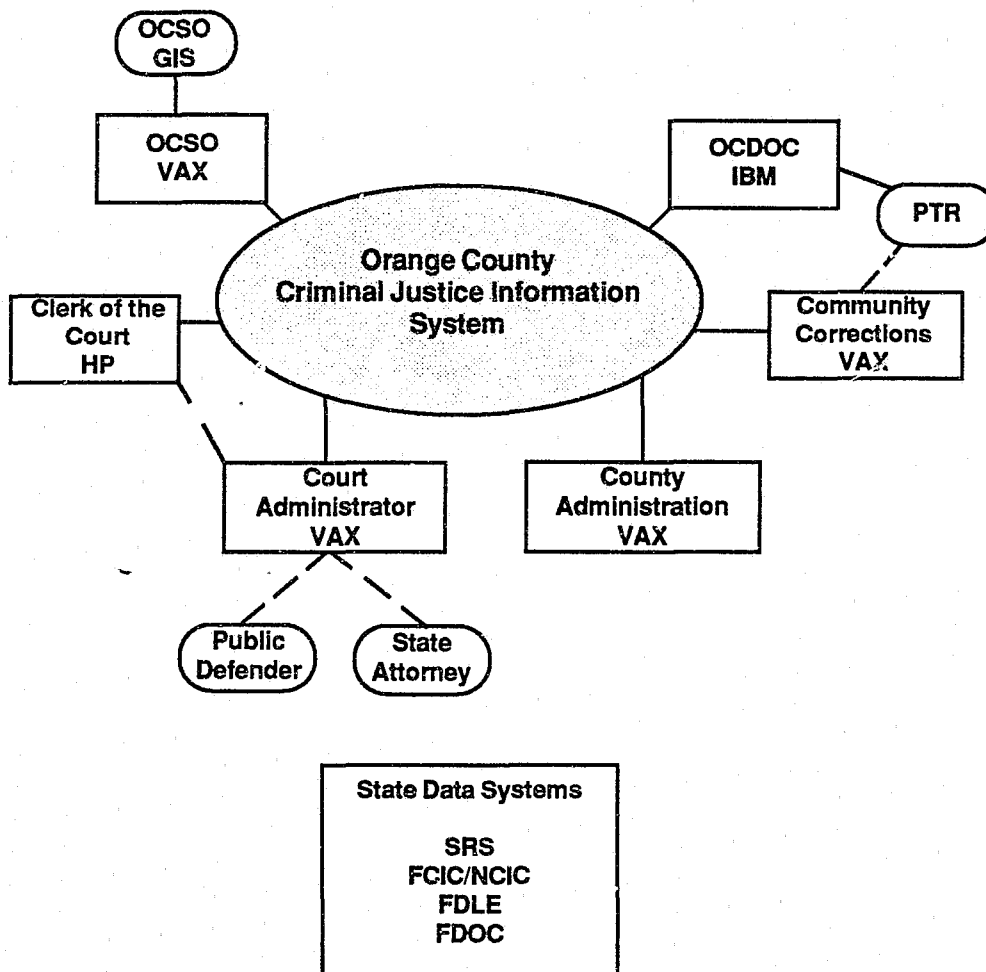 OCSO
GIS
OCSO
VAX
OCDOC
IBM
PTR
Orange County
Criminal Justice Information
System
Clerk of the
Court
HP
Community
Corrections
VAX
Court
Administrator
VAX
County
Administration
VAX
Public
Defender
State
Attorney
State Data Systems
SRS
FCIC/NCIC
FDLE
FDOC